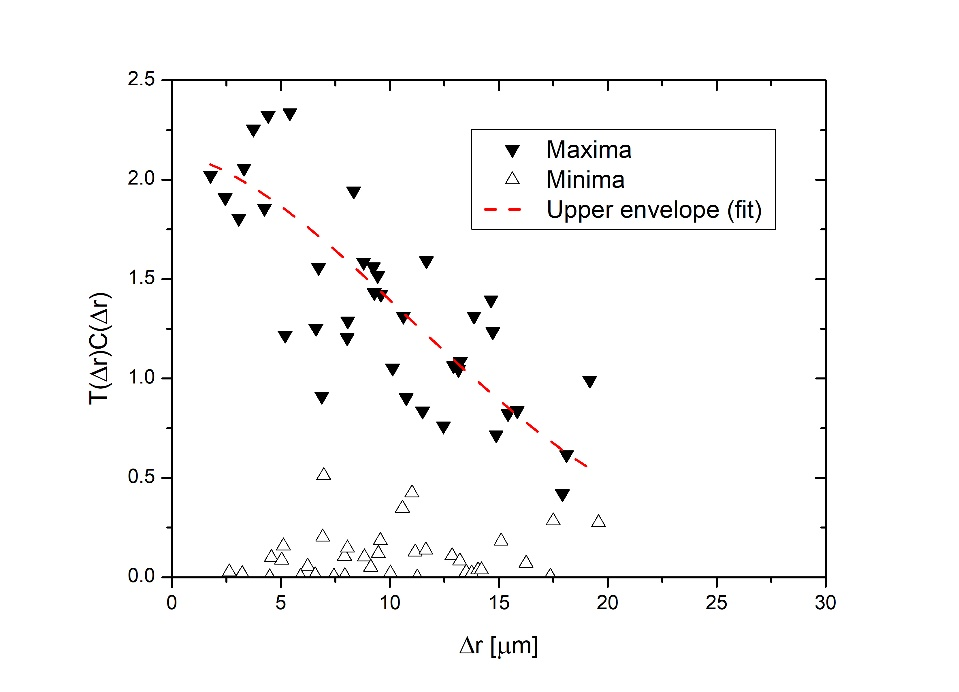 2.5
2.0
1.5
1.0
0.5
0.0
T(Δr)C(Δr)
Maxima
Minima
Upper envelope (fit)
0 5 10 15 20 25 30
Δr [μm]